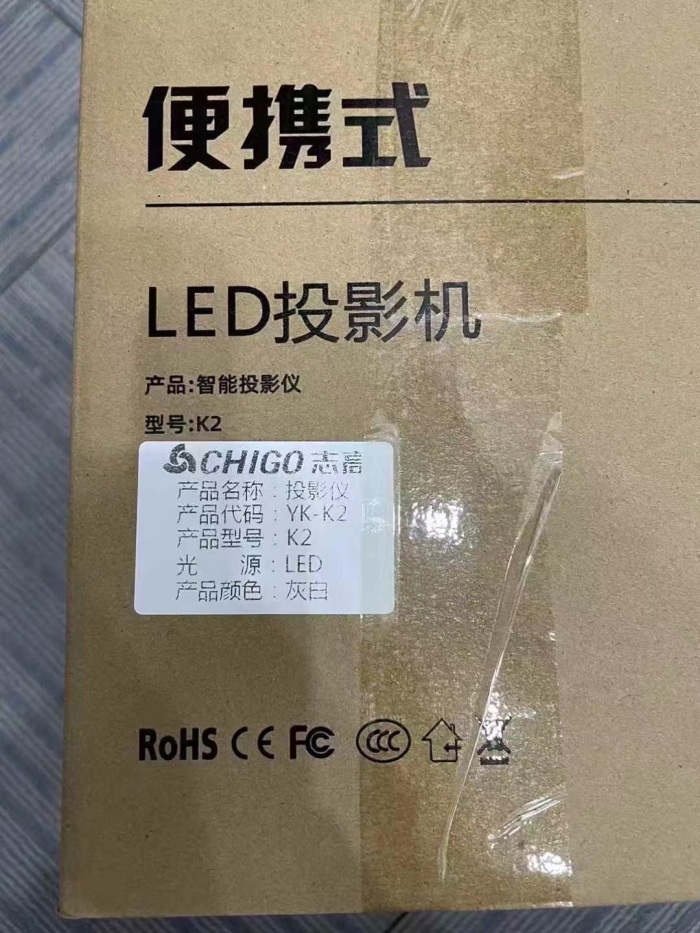 便携式
LED投影机
产品:智能投影仪
型号:K2
CHIGO 志高
产品名称:投影仪
产品代码:YK-K2
产品型号:K2
光 源:LED
产品颜色:灰白
RoHS CE FC CCC